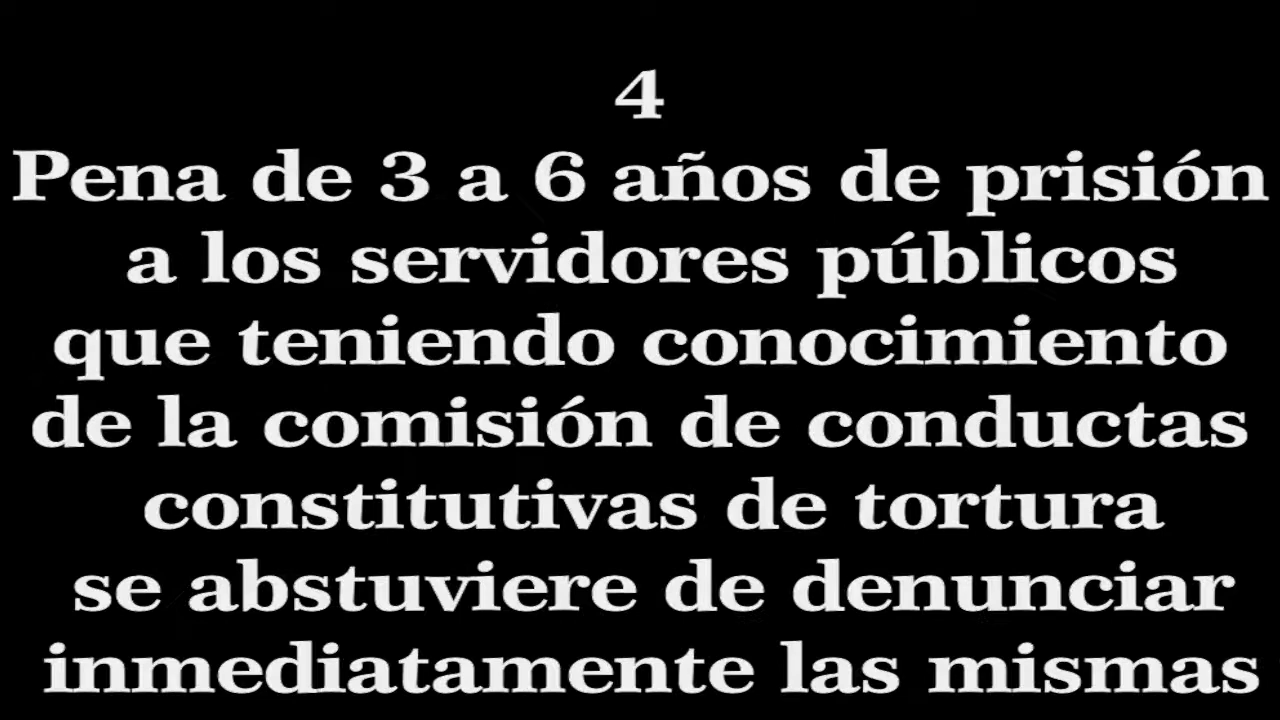 4
Pena de 3 a 6 años de prisión
a los servidores públicos
que teniendo conocimiento
de la comisión de conductas
constitutivas de tortura
se abstuviere de denunciar
inmediatamente las mismas